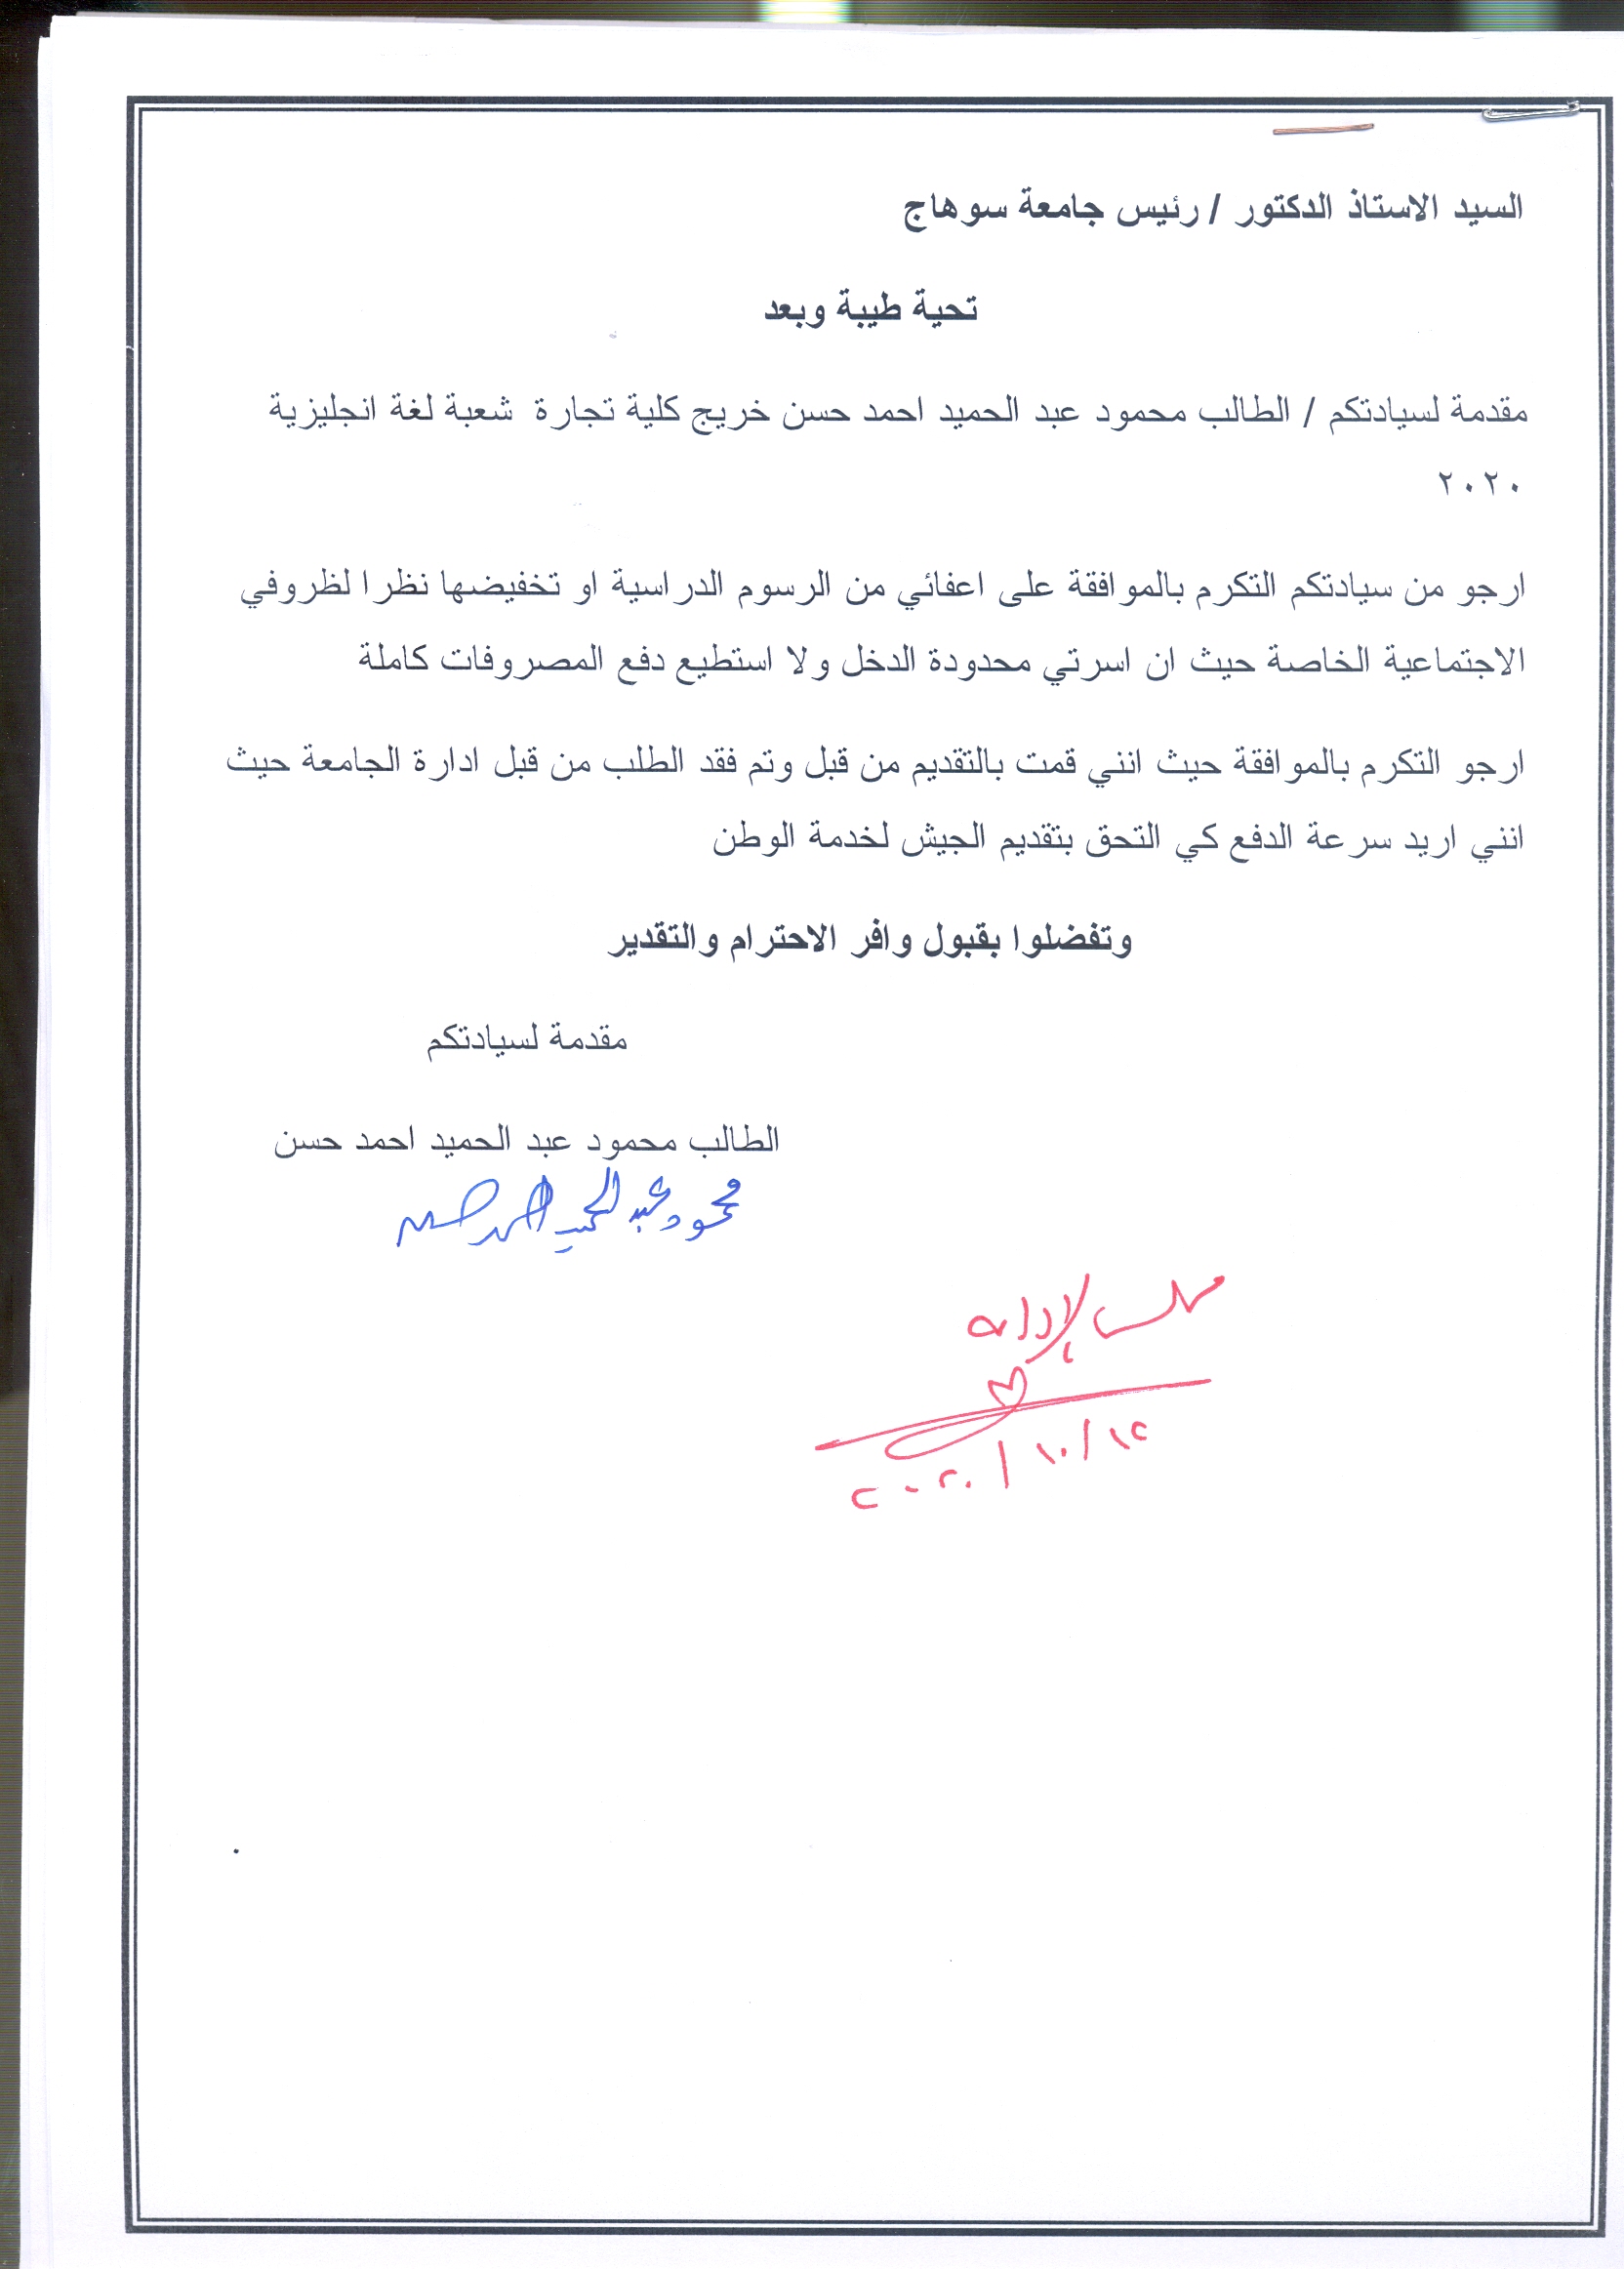 السيد الاستاذ الدكتور / رئيس جامعة سوهاج
تحية طيبة وبعد
مقدمة لسيادتكم / الطالب محمود عبد الحميد احمد حسن خريج كلية تجارة شعبة لغة انجليزية
٢٠٢٠
ارجو من سيادتكم التكرم بالموافقة على اعفائي من الرسوم الدراسية او تخفيضها نظرا لظروفي
الاجتماعية الخاصة حيث ان اسرتي محدودة الدخل ولا استطيع دفع المصروفات كاملة
ارجو التكرم بالموافقة حيث انني قمت بالتقديم من قبل وتم فقد الطلب من قبل ادارة الجامعة حيث
انني اريد سرعة الدفع كي التحق بتقديم الجيش لخدمة الوطن
وتفضلوا بقبول وافر الاحترام والتقدير
مقدمة لسيادتكم
الطالب محمود عبد الحميد احمد حسن
محمود عبد الحميد احمد حسن
مجلس الإدارة
١٢/١٠/٢٠٢٠